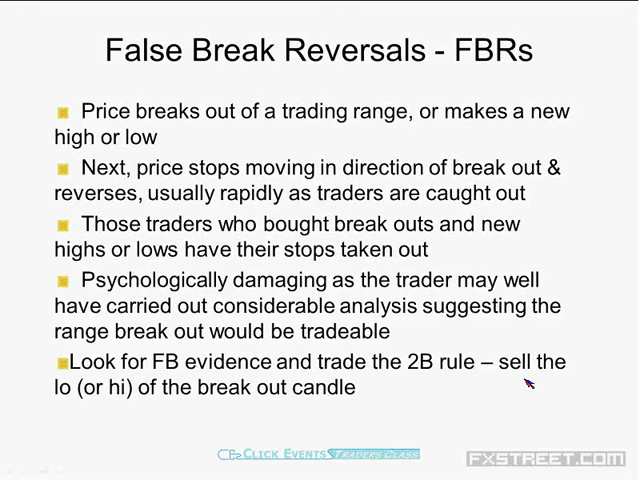 False Break Reversals - FBRs
Price breaks out of a trading range, or makes a new
high or low
Next, price stops moving in direction of break out &
reverses, usually rapidly as traders are caught out
Those traders who bought break outs and new
highs or lows have their stops taken out
Psychologically damaging as the trader may well
have carried out considerable analysis suggesting the
range break out would be tradeable
Look for FB evidence and trade the 2B rule – sell the
lo (or hi) of the break out candle
CLICK EVENTS TRADERS CLASS
FXSTREET.COM